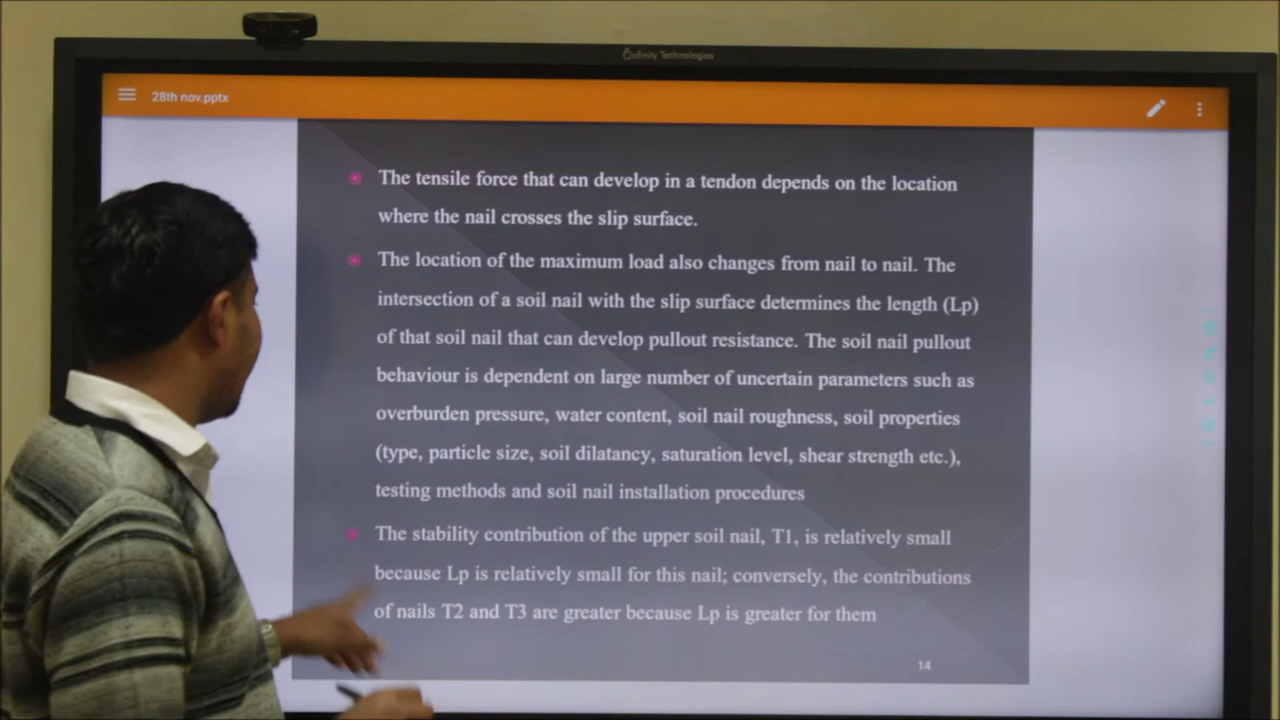 Ininity Technologies
28th nov.pptx
The tensile force that can develop in a tendon depends on the location
where the nail crosses the slip surface.
The location of the maximum load also changes from nail to nail. The
intersection of a soil nail with the slip surface determines the length (Lp)
of that soil nail that can develop pullout resistance. The soil nail pullout
behaviour is dependent on large number of uncertain parameters such as
overburden pressure, water content, soil nail roughness, soil properties
(type, particle size, soil dilatancy, saturation level, shear strength etc.),
testing methods and soil nail installation procedures
The stability contribution of the upper soil nail, T1, is relatively small
because Lp is relatively small for this nail; conversely, the contributions
of nails T2 and T3 are greater because Lp is greater for them
14